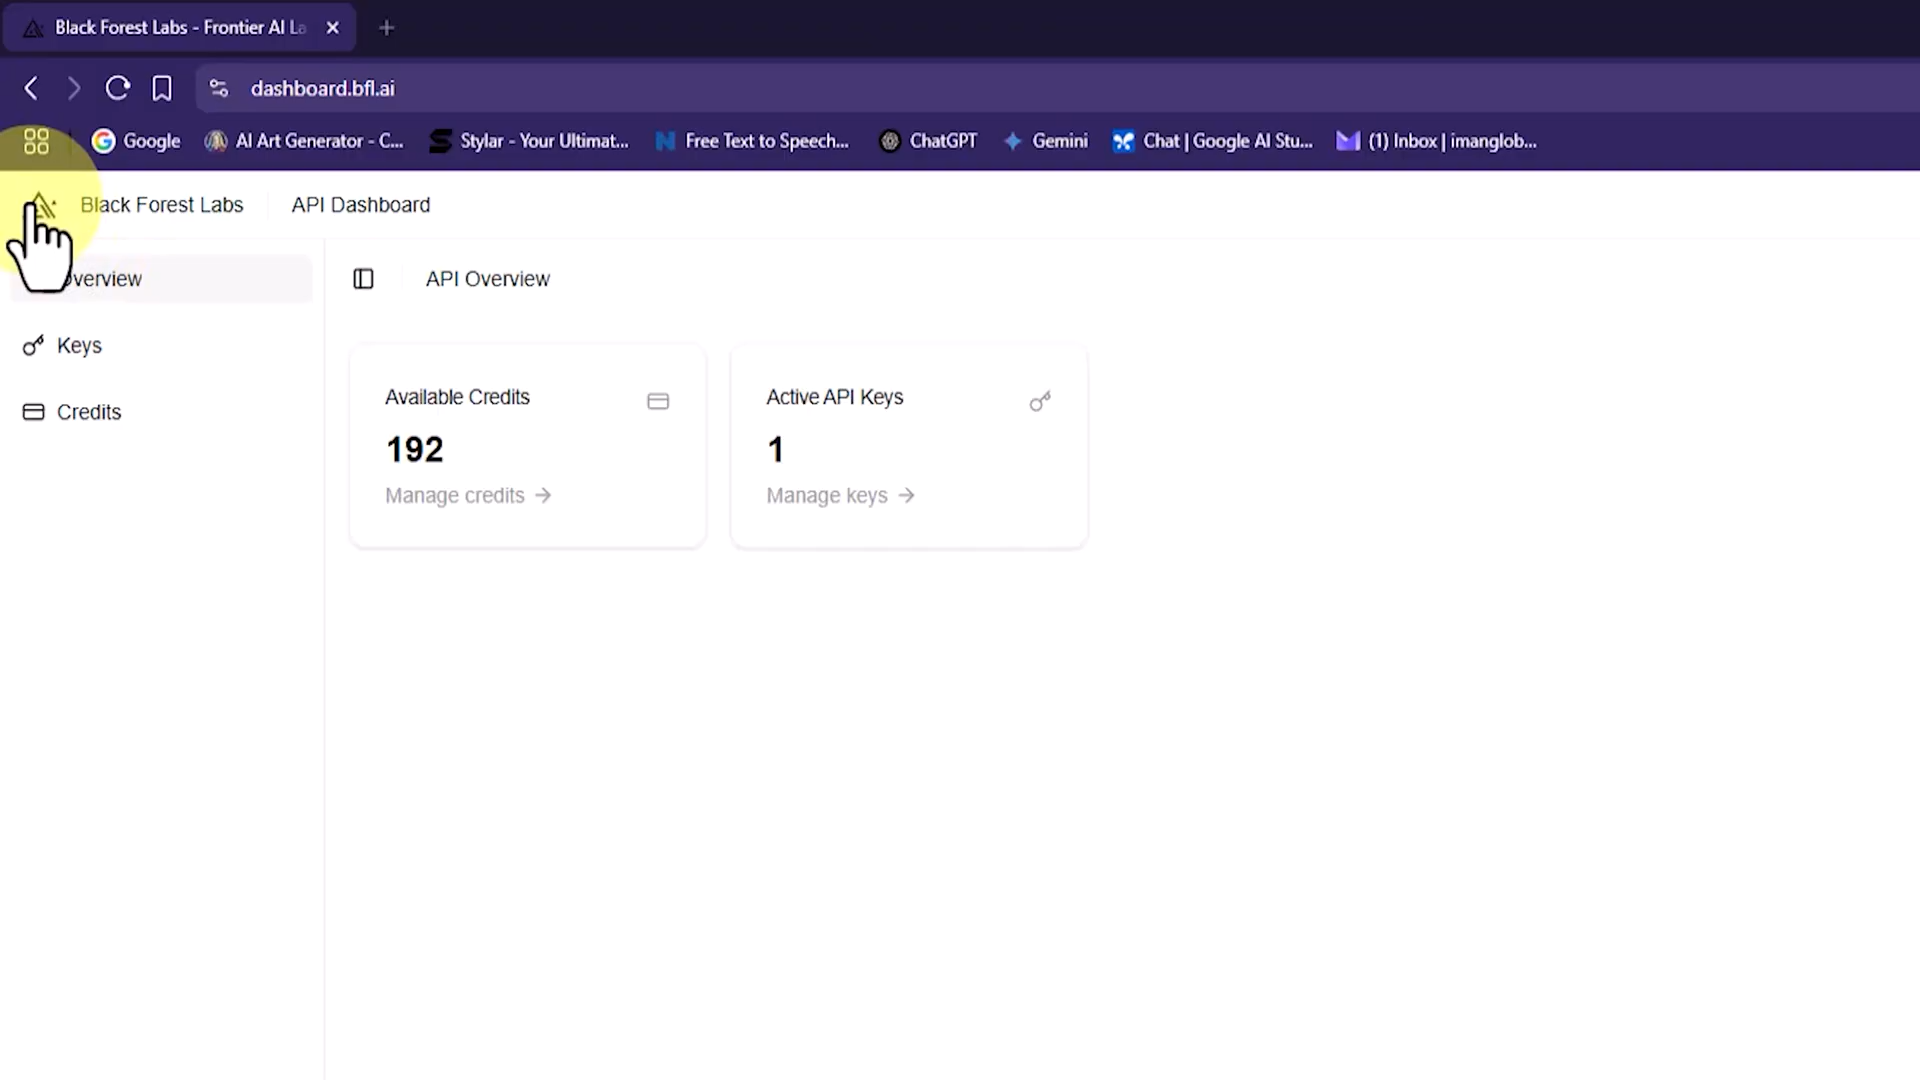 Black Forest Labs - Frontier AI La
dashboard.bfl.ai
Google
AI Art Generator - C...
Stylar - Your Ultimat...
Free Text to Speech...
ChatGPT
Gemini
Chat | Google AI Stu...
(1) Inbox | imanglob...
Black Forest Labs
API Dashboard
verview
API Overview
Keys
Credits
Available Credits
192
Manage credits →
Active API Keys
1
Manage keys →